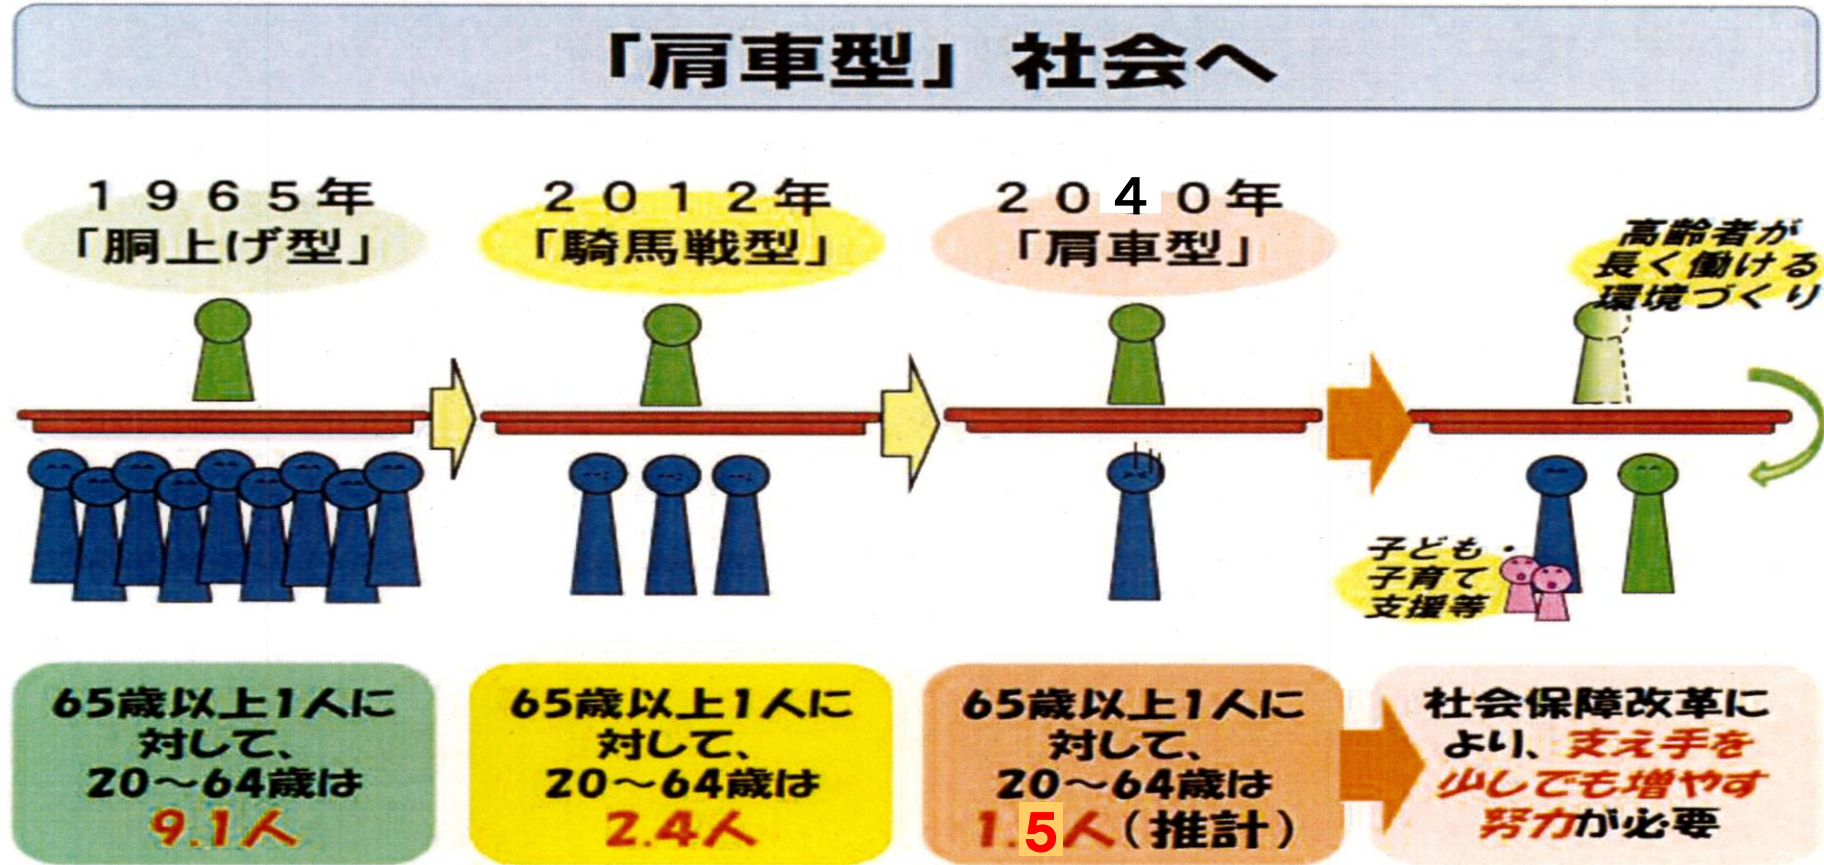 「肩車型」社会へ
１９６５年
「胴上げ型」
２０１２年
「騎馬戦型」
２０４０年
「肩車型」
高齢者が
長く働ける
環境づくり
子ども・
子育て
支援等
65歳以上1人に
対して、
20～64歳は
9.1人
65歳以上1人に
対して、
20～64歳は
2.4人
65歳以上1人に
対して、
20～64歳は
1.5人（推計）
社会保障改革に
より、支え手を
少しでも増やす
努力が必要